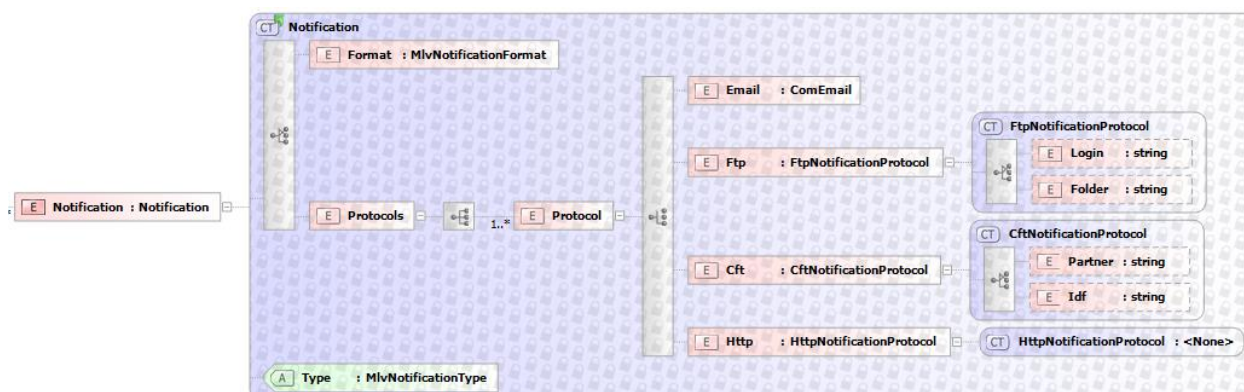 CT Notification
E Format : MlvNotificationFormat
E Email : ComEmail
CT FtpNotificationProtocol
E Login : string
E Ftp : FtpNotificationProtocol
E Folder : string
E Notification : Notification
E Protocols
1..*
E Protocol
CT CftNotificationProtocol
E Partner : string
E Cft : CftNotificationProtocol
E Idf : string
E Http : HttpNotificationProtocol
CT HttpNotificationProtocol : <None>
A Type : MlvNotificationType